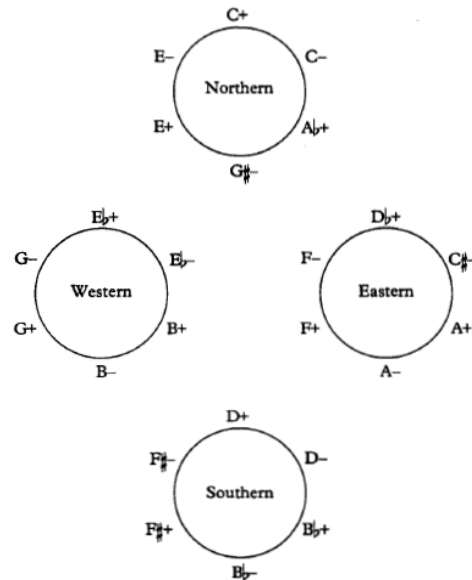 C+
E– C–
Northern
E+ A♭+
G♯–
E♭+ D♭+
G– E♭– F– C♯–
Western Eastern
G+ B+ F+ A+
B– A–
D+
F♯– D–
Southern
F♯+ B♭+
B♭–